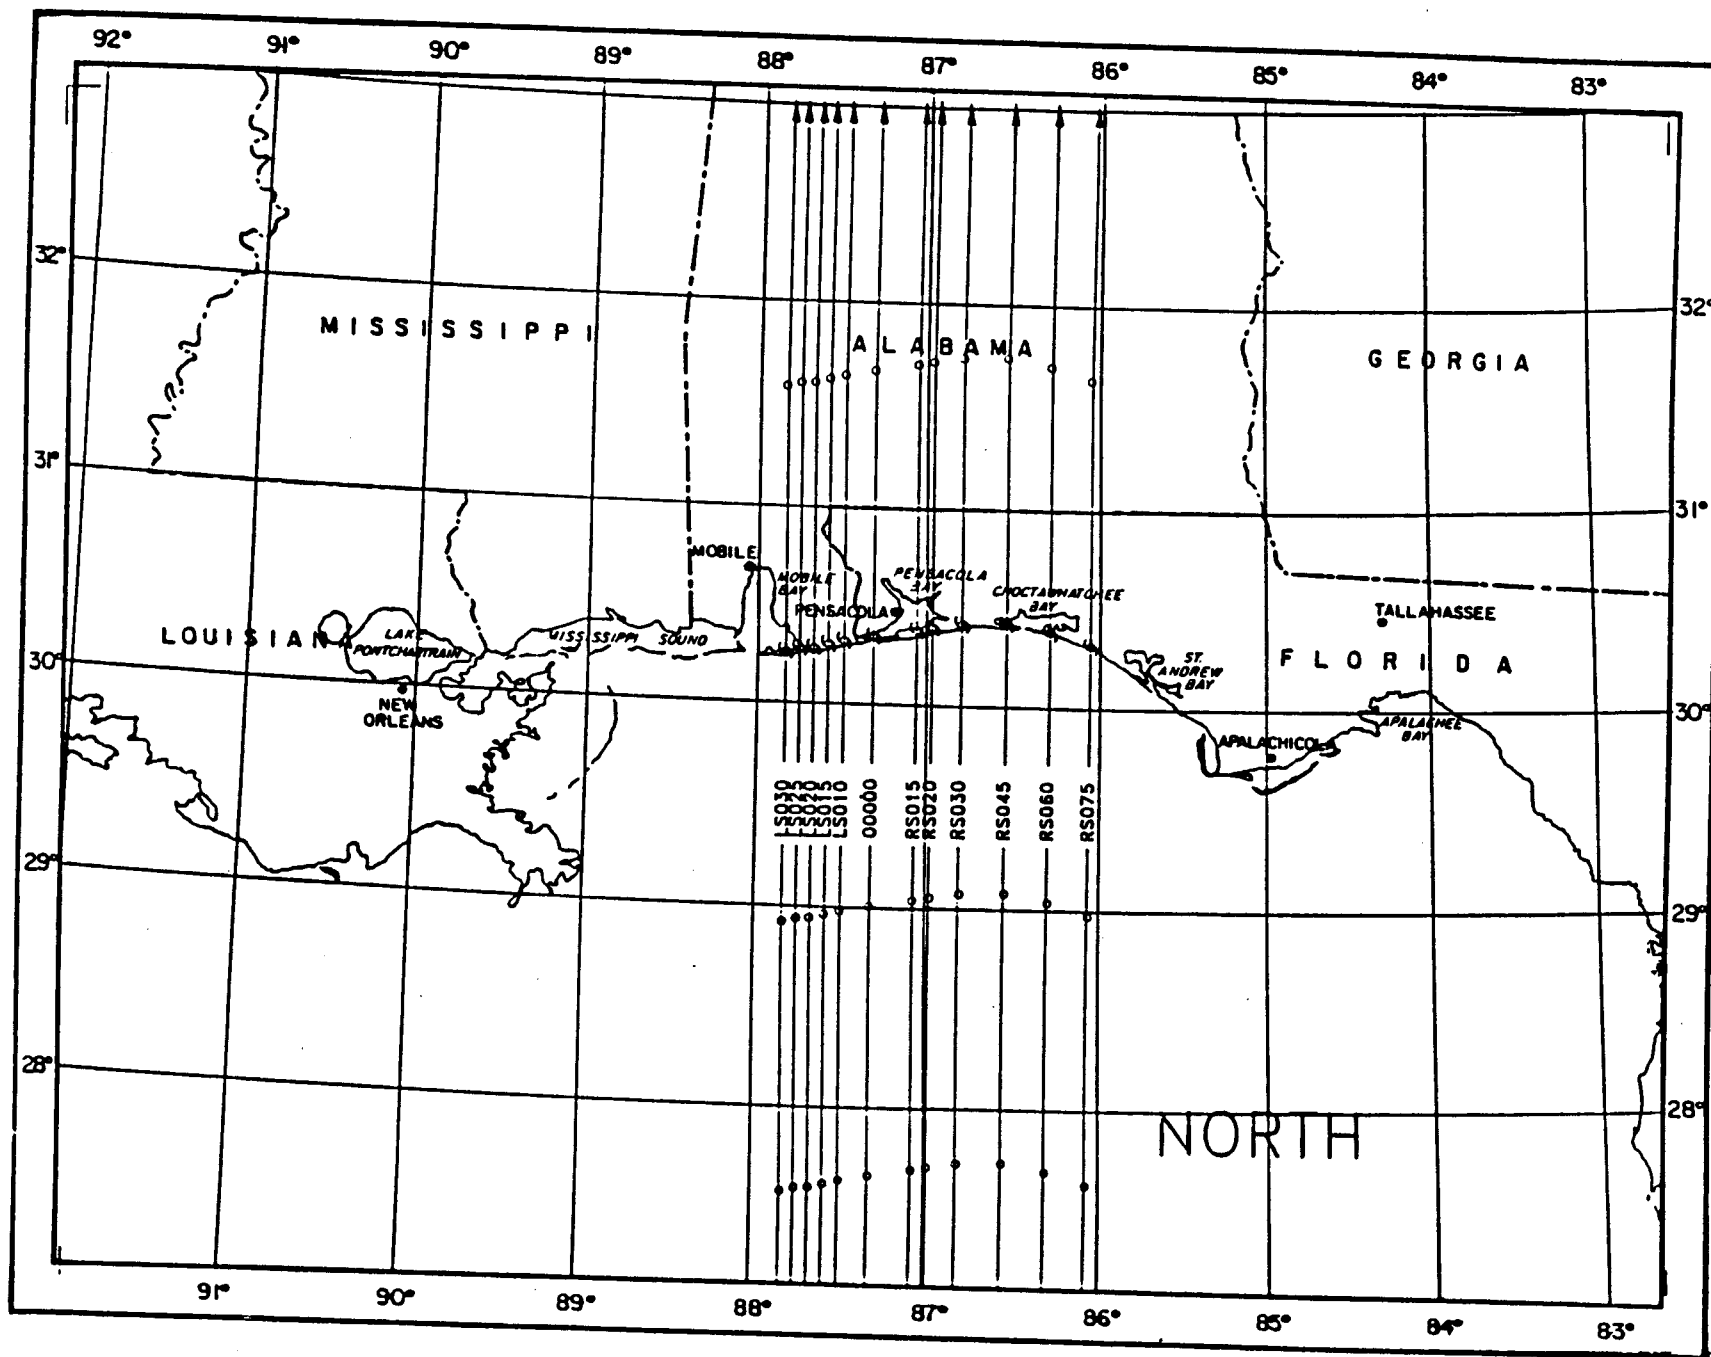 92° 91° 90° 89° 88° 87° 86° 85° 84° 83°
32° 32°
MISSISSIPPI
ALABAMA
GEORGIA
31° 31°
MOBILE
MOBILE
BAY
PENSACOLA
BAY
PENSACOLA
CHOCTAWHATCHEE
BAY
TALLAHASSEE
LOUISIANA
LAKE
PONTCHARTRAIN
MISSISSIPPI SOUND
FLORIDA
ST.
ANDREW
BAY
30° 30°
NEW
ORLEANS
APALACHICOLA
APALACHEE
BAY
LS030
LS025
LS020
LS015
LS010
00000
RS015
RS020
RS030
RS045
RS060
RS075
29° 29°
28° 28°
NORTH
91° 90° 89° 88° 87° 86° 85° 84° 83°